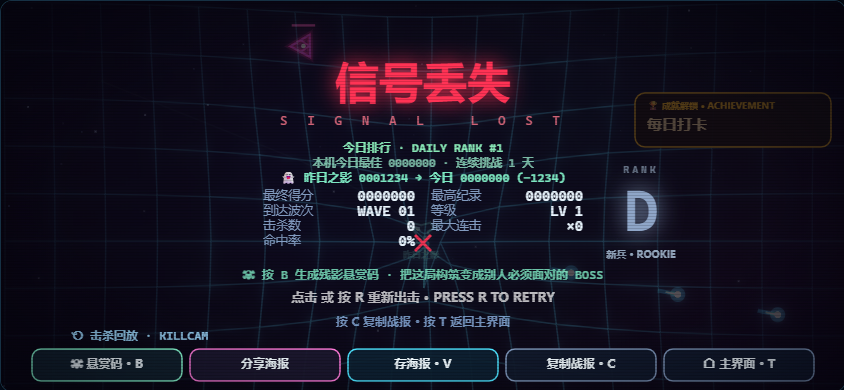 信号丢失
SIGNAL LOST
成就解锁 • ACHIEVEMENT
每日打卡
今日排行 · DAILY RANK #1
本机今日最佳 0000000 · 连续挑战 1 天
昨日之影 0001234 → 今日 0000000 (−1234)
最终得分 0000000 最高纪录 0000000
到达波次 WAVE 01 等级 LV 1
击杀数 0 最大连击 ×0
命中率 0%
RANK
D
新兵 • ROOKIE
按 B 生成残影悬赏码 · 把这局构筑变成别人必须面对的 BOSS
点击 或 按 R 重新出击 • PRESS R TO RETRY
按 C 复制战报 • 按 T 返回主界面
击杀回放 · KILLCAM
悬赏码 • B
分享海报
存海报 • V
复制战报 • C
主界面 • T